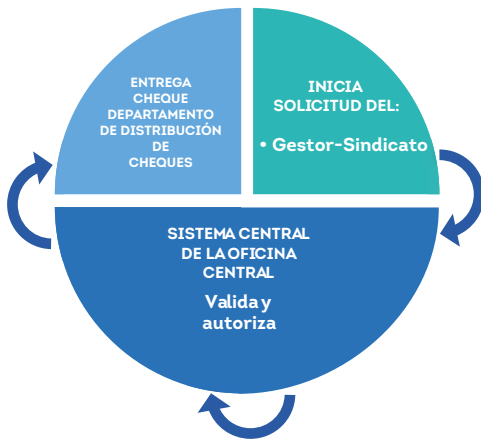 ENTREGA
CHEQUE
DEPARTAMENTO
DE DISTRIBUCIÓN
DE
CHEQUES
INICIA
SOLICITUD DEL:
• Gestor-Sindicato
SISTEMA CENTRAL
DE LA OFICINA
CENTRAL
Valida y
autoriza